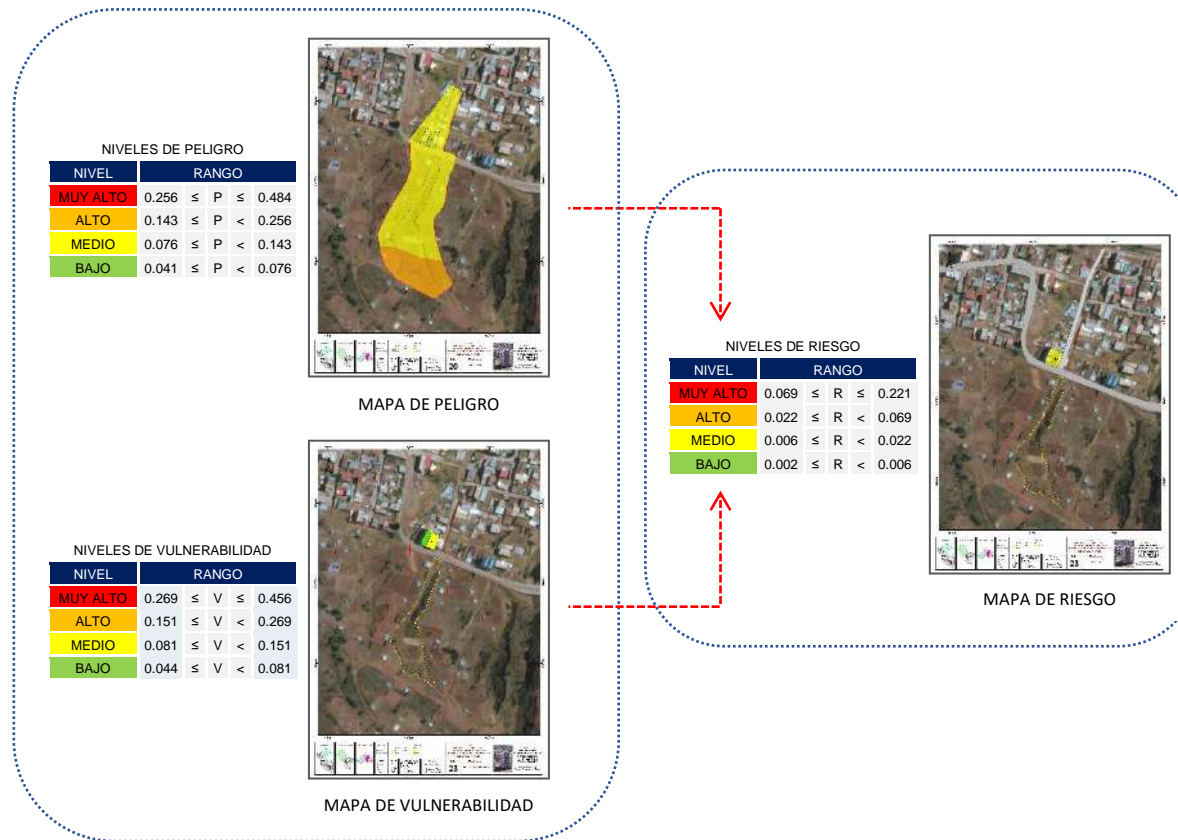 NIVELES DE PELIGRO
NIVEL RANGO
MUY ALTO 0.256 ≤ P ≤ 0.484
ALTO 0.143 ≤ P < 0.256
MEDIO 0.076 ≤ P < 0.143
BAJO 0.041 ≤ P < 0.076
MAPA DE PELIGRO
NIVELES DE VULNERABILIDAD
NIVEL RANGO
MUY ALTO 0.269 ≤ V ≤ 0.456
ALTO 0.151 ≤ V < 0.269
MEDIO 0.081 ≤ V < 0.151
BAJO 0.044 ≤ V < 0.081
MAPA DE VULNERABILIDAD
NIVELES DE RIESGO
NIVEL RANGO
MUY ALTO 0.069 ≤ R ≤ 0.221
ALTO 0.022 ≤ R < 0.069
MEDIO 0.006 ≤ R < 0.022
BAJO 0.002 ≤ R < 0.006
MAPA DE RIESGO